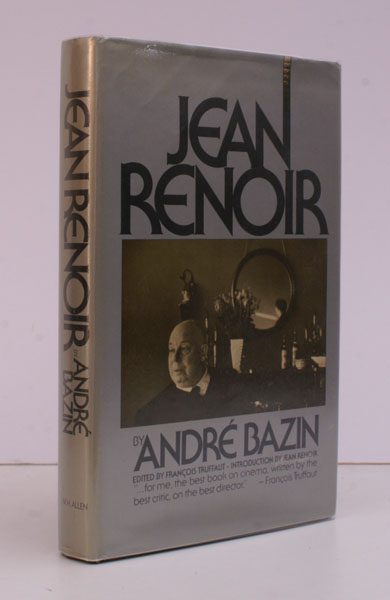 JEAN
RENOIR
BY
ANDRÉ BAZIN
EDITED BY FRANÇOIS TRUFFAUT · INTRODUCTION BY JEAN RENOIR
"...for me, the best book on cinema, written by the
best critic, on the best director." – François Truffaut
JEAN RENOIR
BY ANDRÉ
BAZIN
W.H. ALLEN